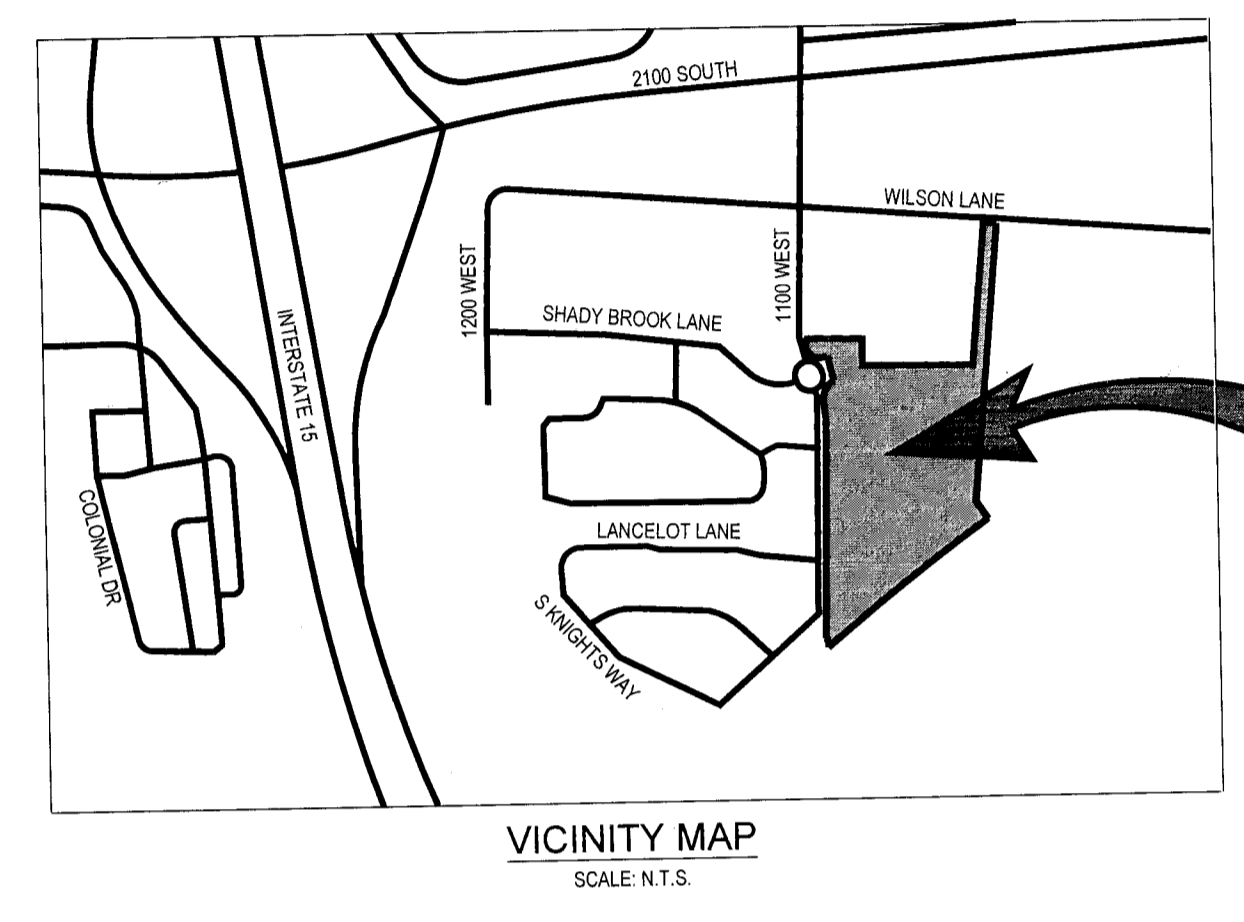 2100 SOUTH
WILSON LANE
1200 WEST
1100 WEST
SHADY BROOK LANE
INTERSTATE 15
COLONIAL DR
LANCELOT LANE
S KNIGHTS WAY
VICINITY MAP
SCALE: N.T.S.